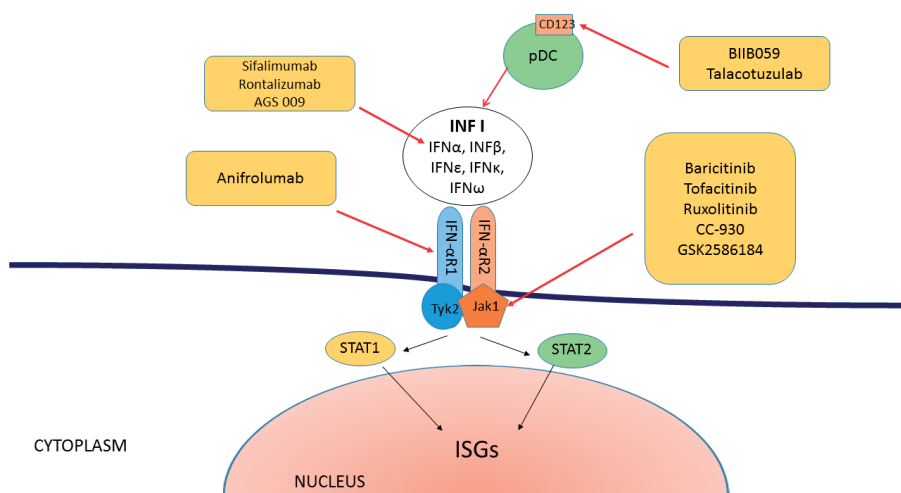 CD123
pDC
BIIB059
Talacotuzulab
Sifalimumab
Rontalizumab
AGS 009
INF I
IFNα, INFβ,
IFNε, IFNκ,
IFNω
Anifrolumab
Baricitinib
Tofacitinib
Ruxolitinib
CC-930
GSK2586184
IFN-αR1
IFN-αR2
Tyk2
Jak1
STAT1
STAT2
ISGs
CYTOPLASM
NUCLEUS